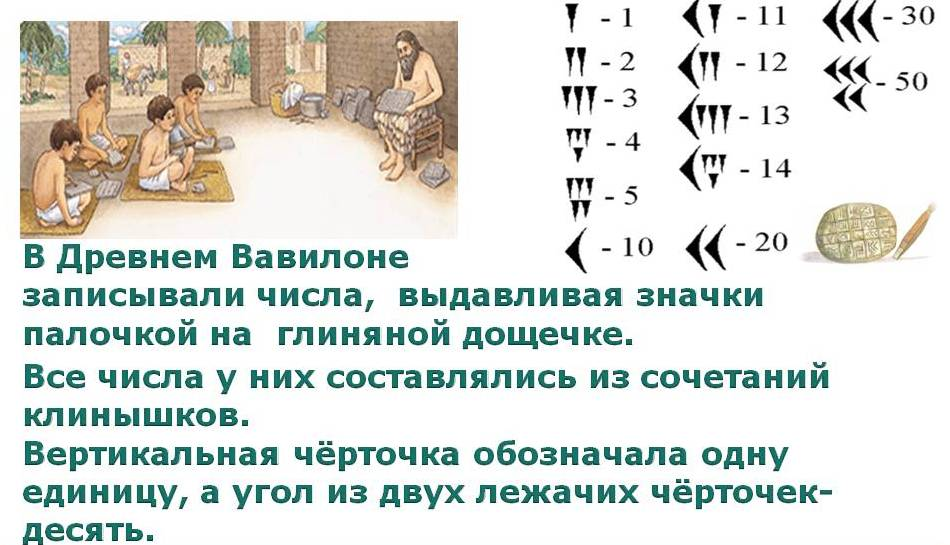 - 1
- 2
- 3
- 4
- 5
- 10
- 11
- 12
- 13
- 14
- 20
- 30
- 50
В Древнем Вавилоне
записывали числа, выдавливая значки
палочкой на глиняной дощечке.
Все числа у них составлялись из сочетаний
клинышков.
Вертикальная чёрточка обозначала одну
единицу, а угол из двух лежачих чёрточек-
десять.